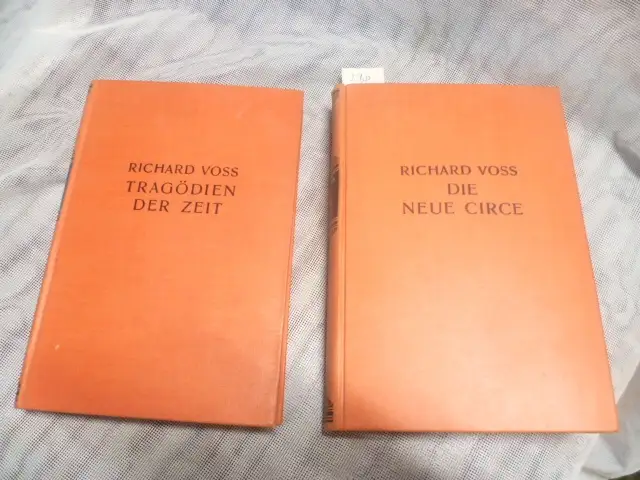 RICHARD VOSS
TRAGÖDIEN
DER ZEIT
RICHARD VOSS
DIE
NEUE CIRCE